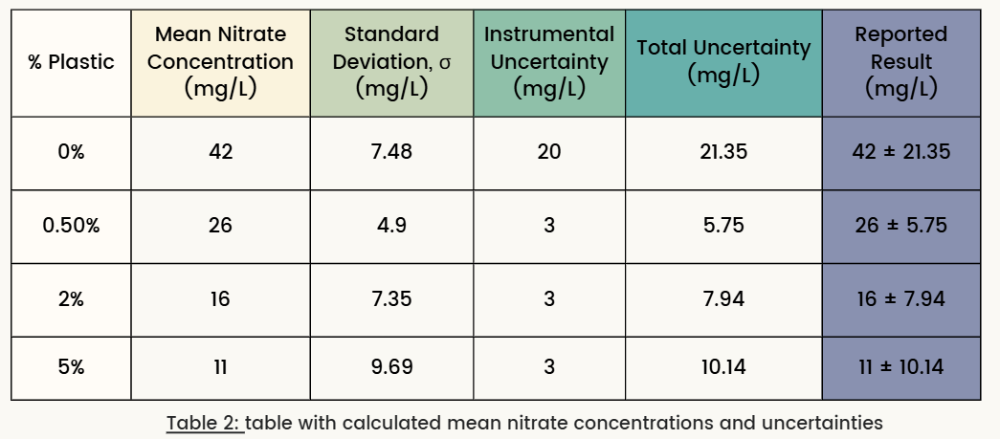 % Plastic Mean Nitrate Concentration (mg/L) Standard Deviation, σ (mg/L) Instrumental Uncertainty (mg/L) Total Uncertainty (mg/L) Reported Result (mg/L)
0% 42 7.48 20 21.35 42 ± 21.35
0.50% 26 4.9 3 5.75 26 ± 5.75
2% 16 7.35 3 7.94 16 ± 7.94
5% 11 9.69 3 10.14 11 ± 10.14
Table 2: table with calculated mean nitrate concentrations and uncertainties